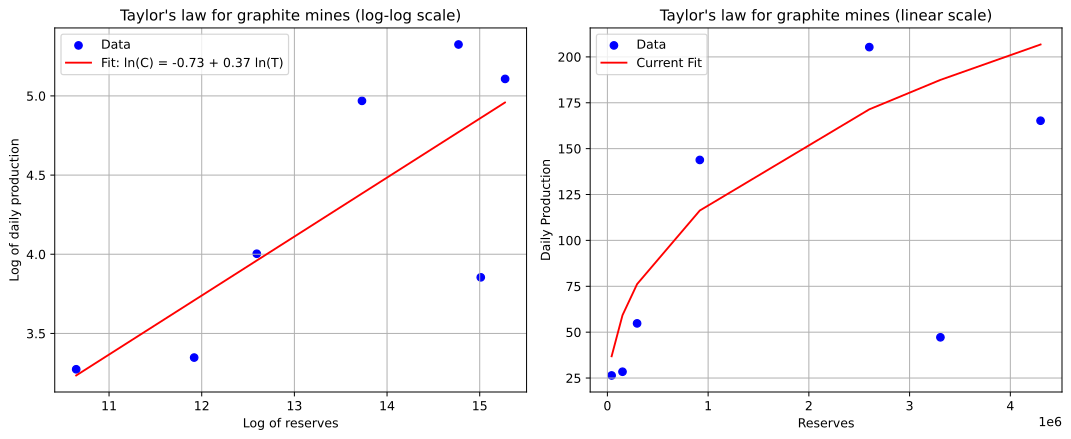 Taylor's law for graphite mines (log-log scale)
Data
Fit: ln(C) = -0.73 + 0.37 ln(T)
Log of daily production
5.0
4.5
4.0
3.5
11
12
13
14
15
Log of reserves
Taylor's law for graphite mines (linear scale)
Data
Current Fit
Daily Production
200
175
150
125
100
75
50
25
0
1
2
3
4
1e6
Reserves